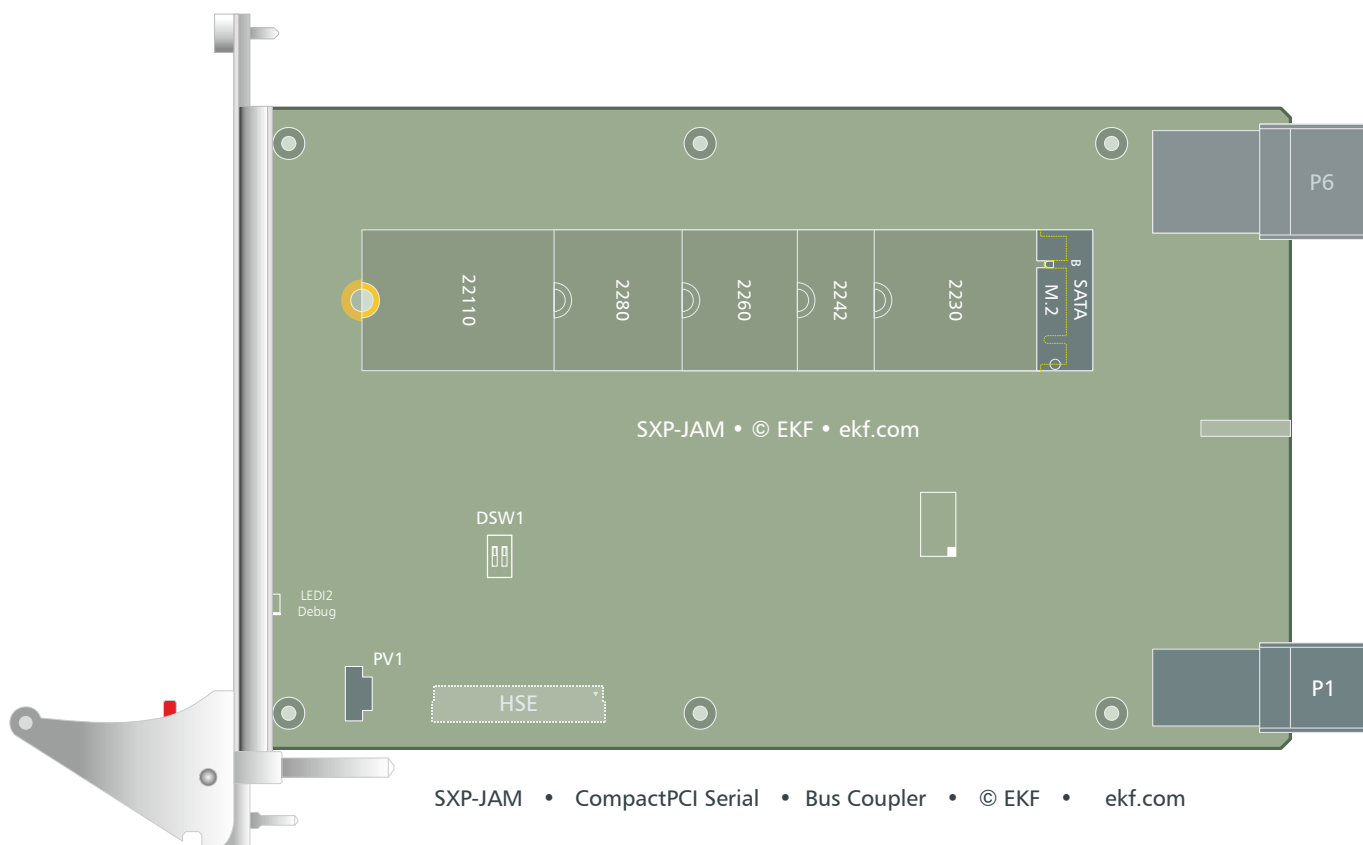 P6
22110
2280
2260
2242
2230
M.2
B
SATA
SXP-JAM • © EKF • ekf.com
DSW1
LEDI2
Debug
PV1
HSE
P1
SXP-JAM • CompactPCI Serial • Bus Coupler • © EKF • ekf.com